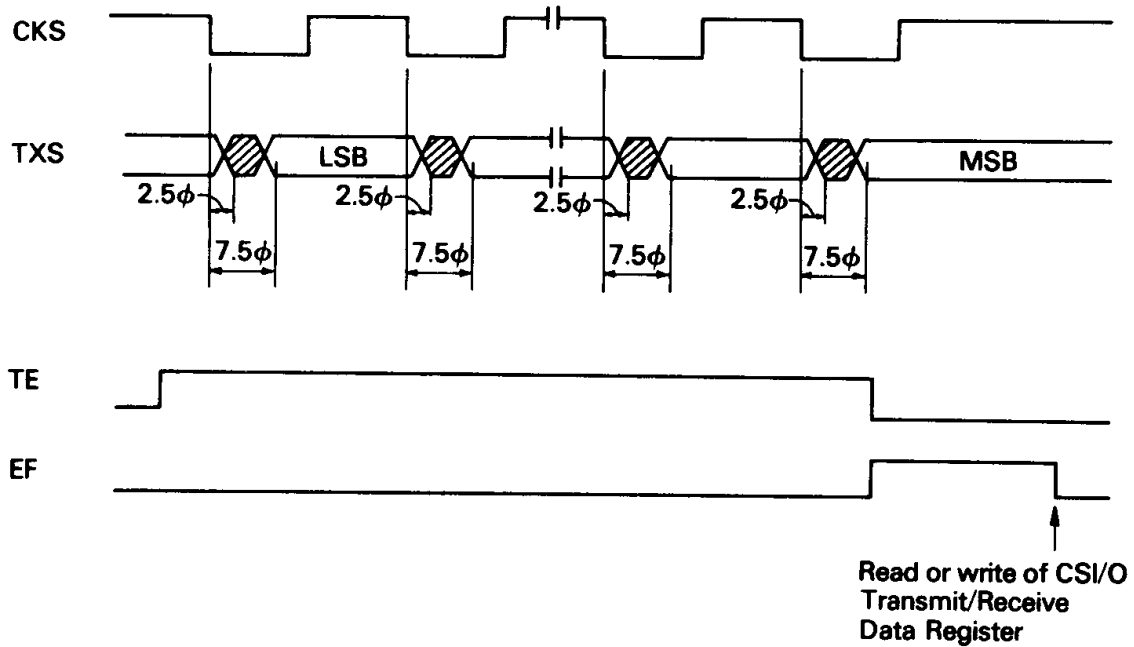 CKS
TXS
LSB
MSB
2.5φ
2.5φ
2.5φ
2.5φ
7.5φ
7.5φ
7.5φ
7.5φ
TE
EF
Read or write of CSI/O
Transmit/Receive
Data Register